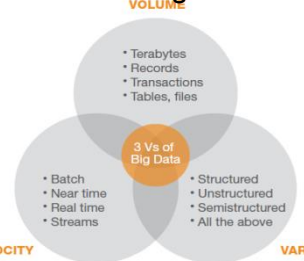 VOLUME
• Terabytes
• Records
• Transactions
• Tables, files
3 Vs of
Big Data
• Batch
• Near time
• Real time
• Streams
• Structured
• Unstructured
• Semistructured
• All the above
OCITY
VAR